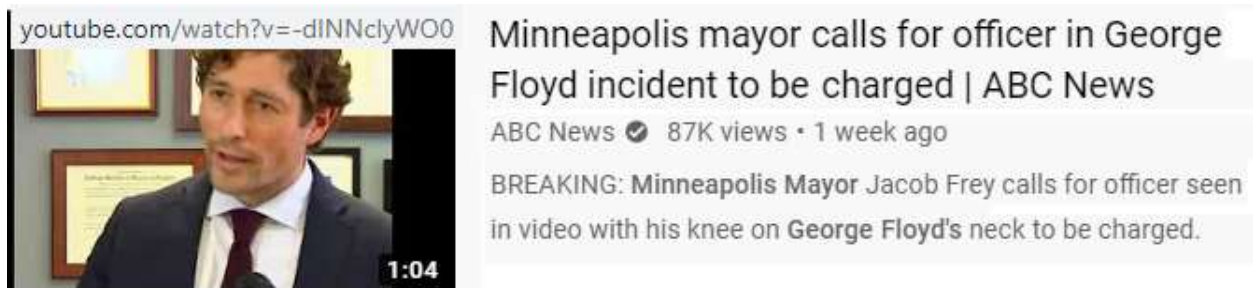 youtube.com/watch?v=-dINNclyWO0
1:04
Minneapolis mayor calls for officer in George
Floyd incident to be charged | ABC News
ABC News 87K views • 1 week ago
BREAKING: Minneapolis Mayor Jacob Frey calls for officer seen
in video with his knee on George Floyd's neck to be charged.